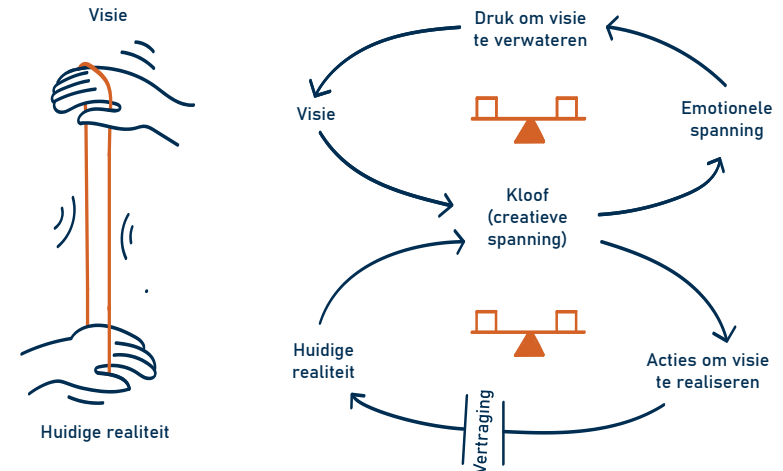 Visie
Huidige realiteit
Druk om visie
te verwateren
Visie
Emotionele
spanning
Kloof
(creatieve
spanning)
Huidige
realiteit
Acties om visie
te realiseren
Vertraging